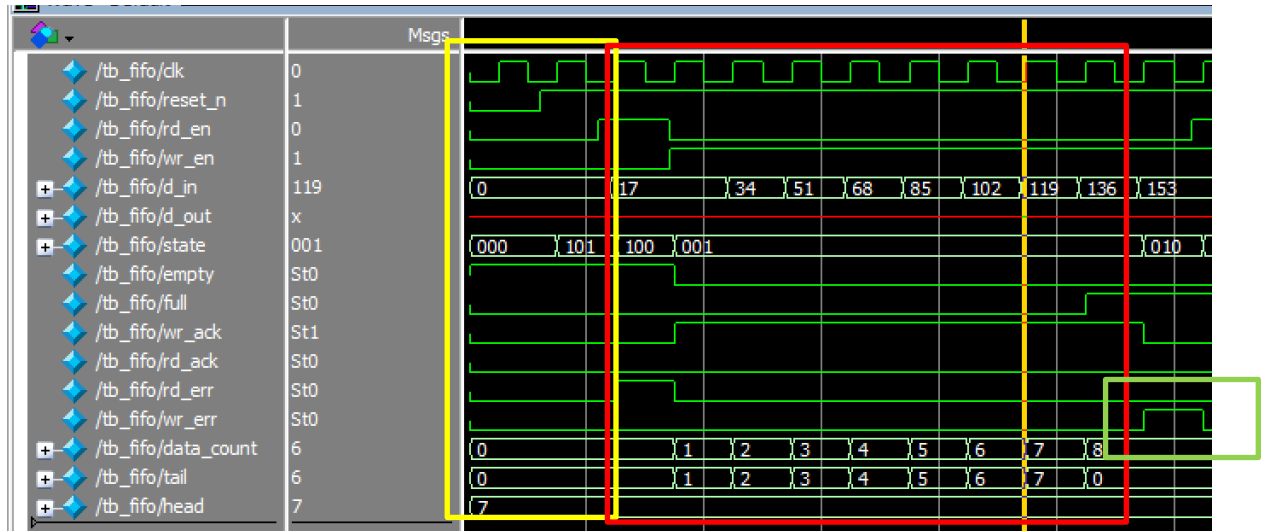 Msgs
/tb_fifo/clk 0
/tb_fifo/reset_n 1
/tb_fifo/rd_en 0
/tb_fifo/wr_en 1
/tb_fifo/d_in 119 0 17 34 51 68 85 102 119 136 153
/tb_fifo/d_out x
/tb_fifo/state 001 000 101 100 001 010
/tb_fifo/empty St0
/tb_fifo/full St0
/tb_fifo/wr_ack St1
/tb_fifo/rd_ack St0
/tb_fifo/rd_err St0
/tb_fifo/wr_err St0
/tb_fifo/data_count 6 0 1 2 3 4 5 6 7 8
/tb_fifo/tail 6 0 1 2 3 4 5 6 7 0
/tb_fifo/head 7 7